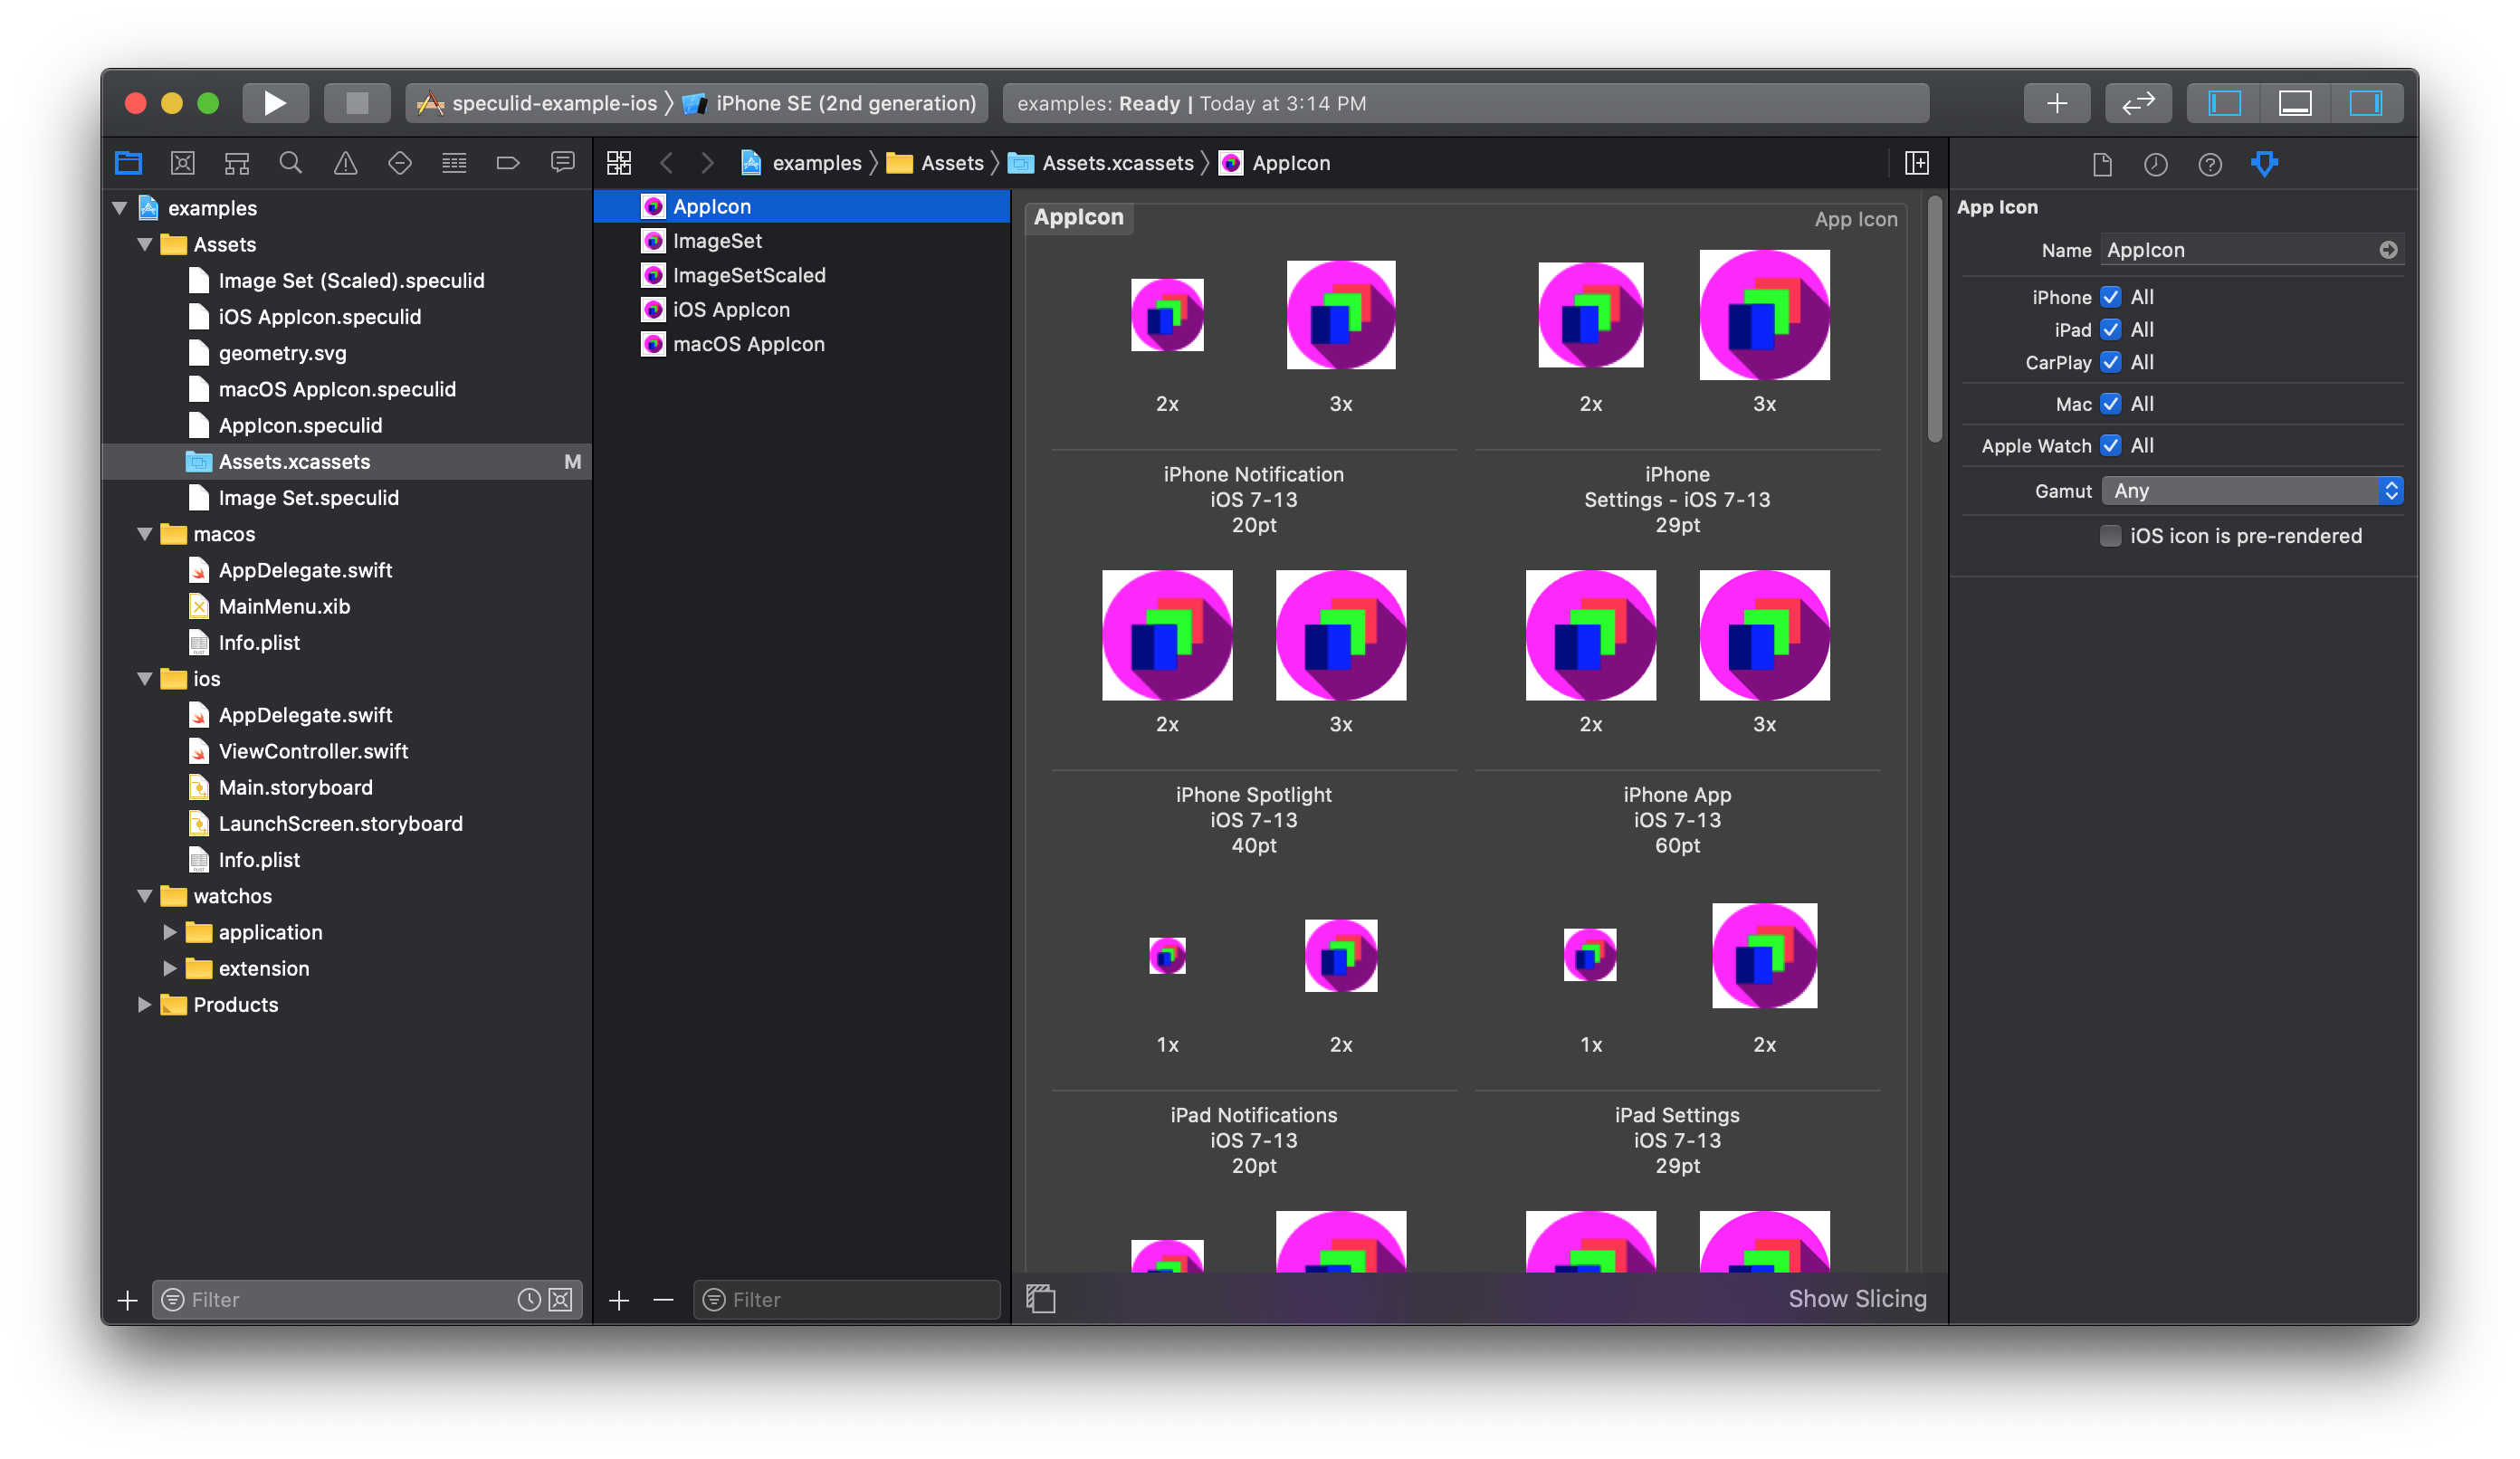 speculid-example-ios 〉 iPhone SE (2nd generation)
examples: Ready | Today at 3:14 PM
examples 〉 Assets 〉 Assets.xcassets 〉 AppIcon
examples
Assets
Image Set (Scaled).speculid
iOS AppIcon.speculid
geometry.svg
macOS AppIcon.speculid
AppIcon.speculid
Assets.xcassets M
Image Set.speculid
macos
AppDelegate.swift
MainMenu.xib
Info.plist
ios
AppDelegate.swift
ViewController.swift
Main.storyboard
LaunchScreen.storyboard
Info.plist
watchos
application
extension
Products
Filter
AppIcon
ImageSet
ImageSetScaled
iOS AppIcon
macOS AppIcon
Filter
AppIcon App Icon
2x 3x 2x 3x
iPhone Notification
iOS 7-13
20pt
iPhone
Settings - iOS 7-13
29pt
2x 3x 2x 3x
iPhone Spotlight
iOS 7-13
40pt
iPhone App
iOS 7-13
60pt
1x 2x 1x 2x
iPad Notifications
iOS 7-13
20pt
iPad Settings
iOS 7-13
29pt
Show Slicing
App Icon
Name AppIcon
iPhone All
iPad All
CarPlay All
Mac All
Apple Watch All
Gamut Any
iOS icon is pre-rendered